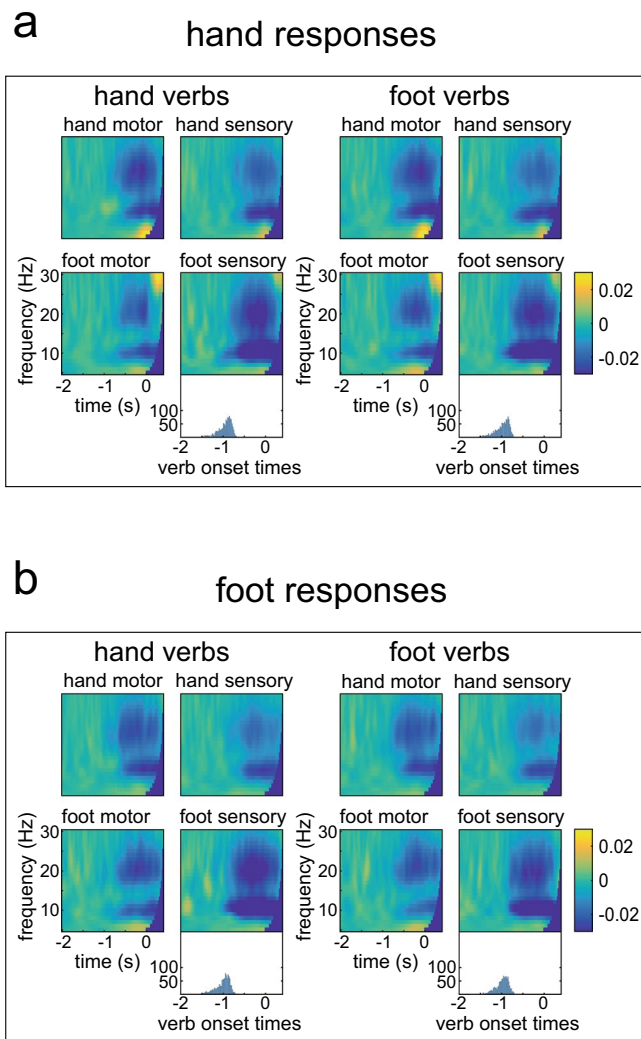 a
hand responses
hand verbs foot verbs
hand motor hand sensory hand motor hand sensory
foot motor foot sensory foot motor foot sensory
30
20
10
frequency (Hz)
-2 -1 0
time (s)
30
20
10
frequency (Hz)
-2 -1 0
time (s)
0.02
0
-0.02
100
50
-2 -1 0
verb onset times
100
50
-2 -1 0
verb onset times
b
foot responses
hand verbs foot verbs
hand motor hand sensory hand motor hand sensory
foot motor foot sensory foot motor foot sensory
30
20
10
frequency (Hz)
-2 -1 0
time (s)
30
20
10
frequency (Hz)
-2 -1 0
time (s)
0.02
0
-0.02
100
50
-2 -1 0
verb onset times
100
50
-2 -1 0
verb onset times